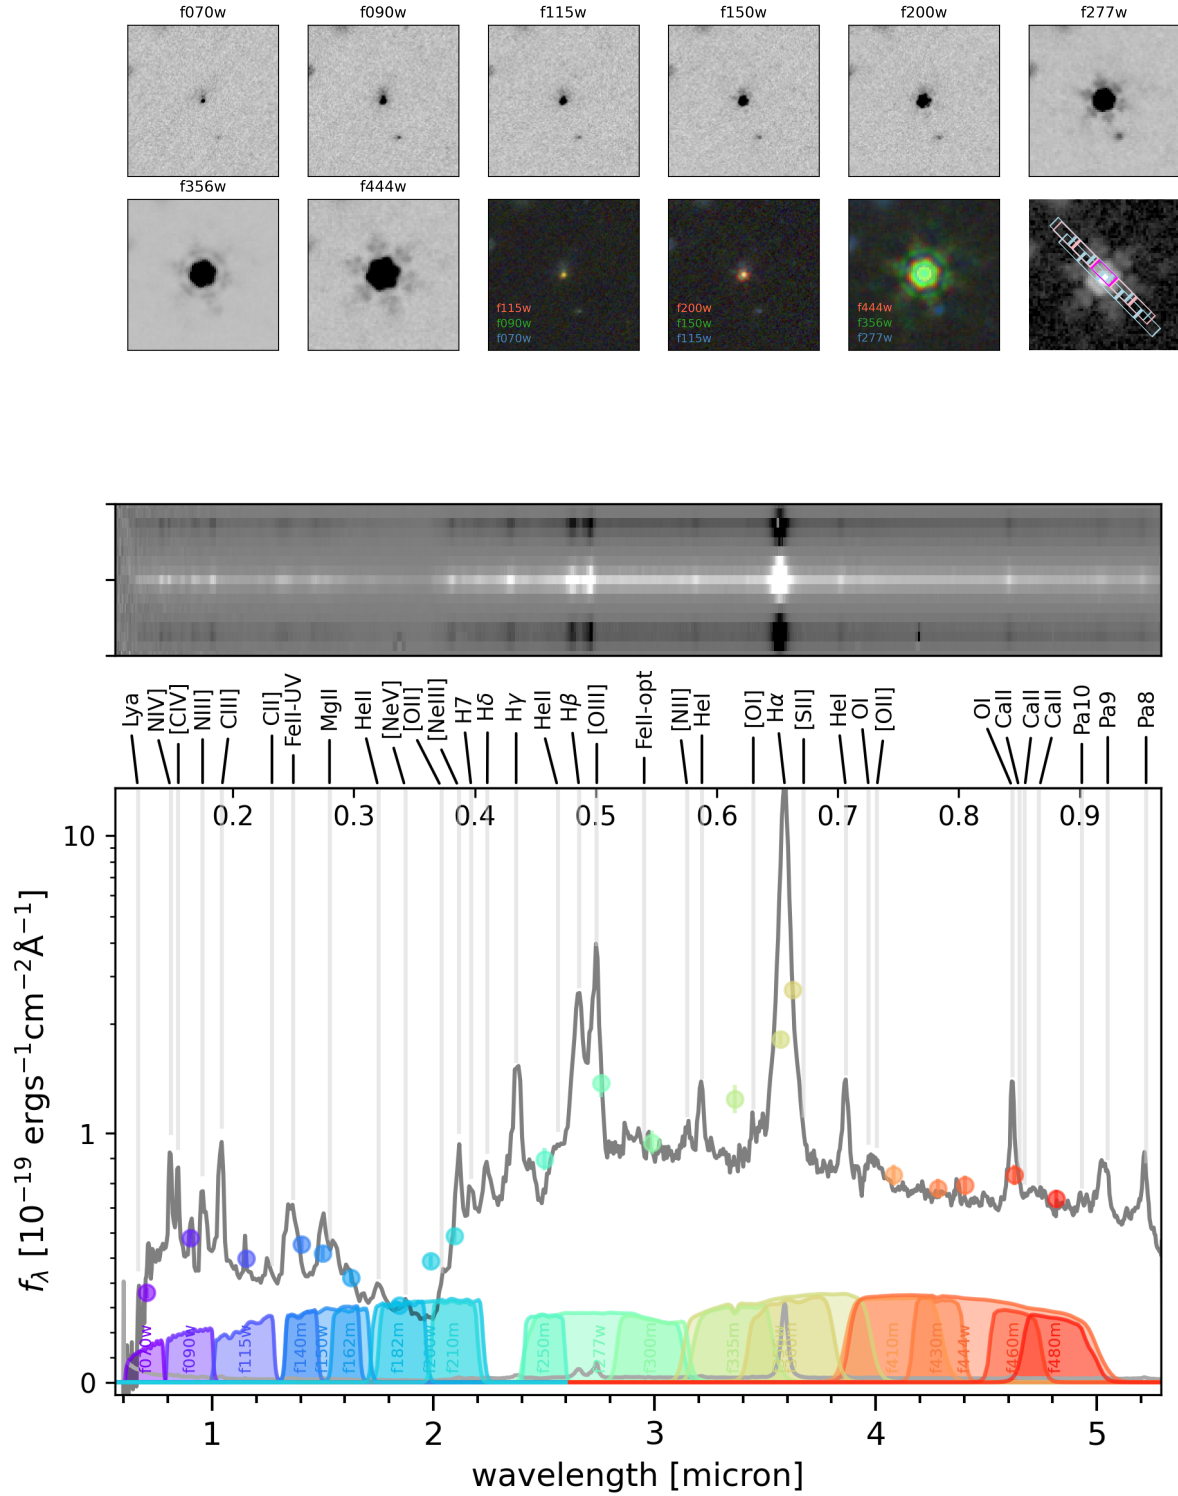 f070w f090w f115w f150w f200w f277w
f356w f444w
f115w
f090w
f070w
f200w
f150w
f115w
f444w
f356w
f277w
Lya NIV] [CIV] NIII] CIII] CII] FeII-UV MgII HeII [NeV] [OII] [NeIII] H7 Hδ Hγ HeII Hβ [OIII] FeII-opt [NII] HeI [OI] Hα [SII] HeI OI [OII] OI CaII CaII CaII Pa10 Pa9 Pa8
0.2 0.3 0.4 0.5 0.6 0.7 0.8 0.9
10
1
0
f_λ [10⁻¹⁹ ergs⁻¹cm⁻²Å⁻¹]
f070w f090w f115w f140m f150w f162m f182m f200w f210m f250m f277w f300m f335m f410m f430m f444w f460m f480m
1 2 3 4 5
wavelength [micron]